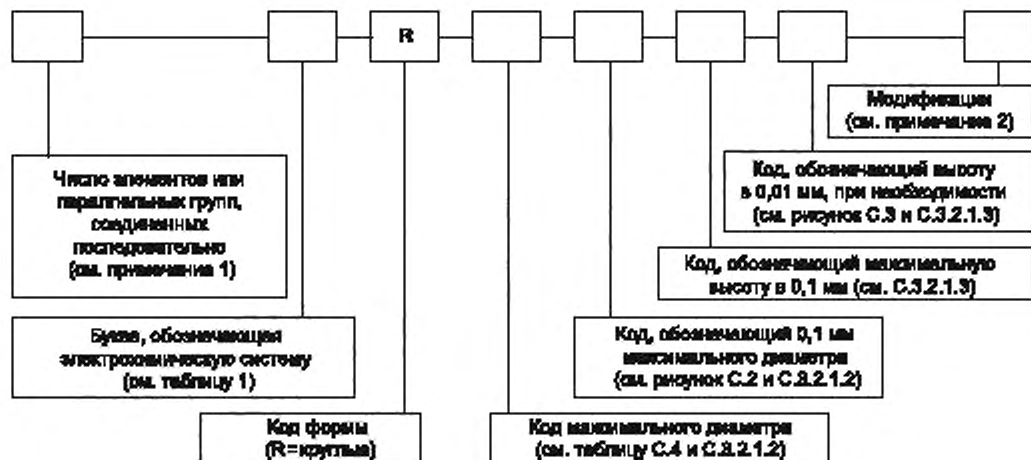 R
Модификации
(см. примечание 2)
Число элементов или
параллельных групп,
соединенных
последовательно
(см. примечание 1)
Код, обозначающий высоту
в 0,01 мм, при необходимости
(см. рисунок С.3 и С.3.2.1.3)
Код, обозначающий максимальную
высоту в 0,1 мм (см. С.3.2.1.3)
Буква, обозначающая
электрохимическую систему
(см. таблицу 1)
Код, обозначающий 0,1 мм
максимального диаметра
(см. рисунок С.2 и С.3.2.1.2)
Код формы
(R=круглые)
Код максимального диаметра
(см. таблицу С.4 и С.3.2.1.2)